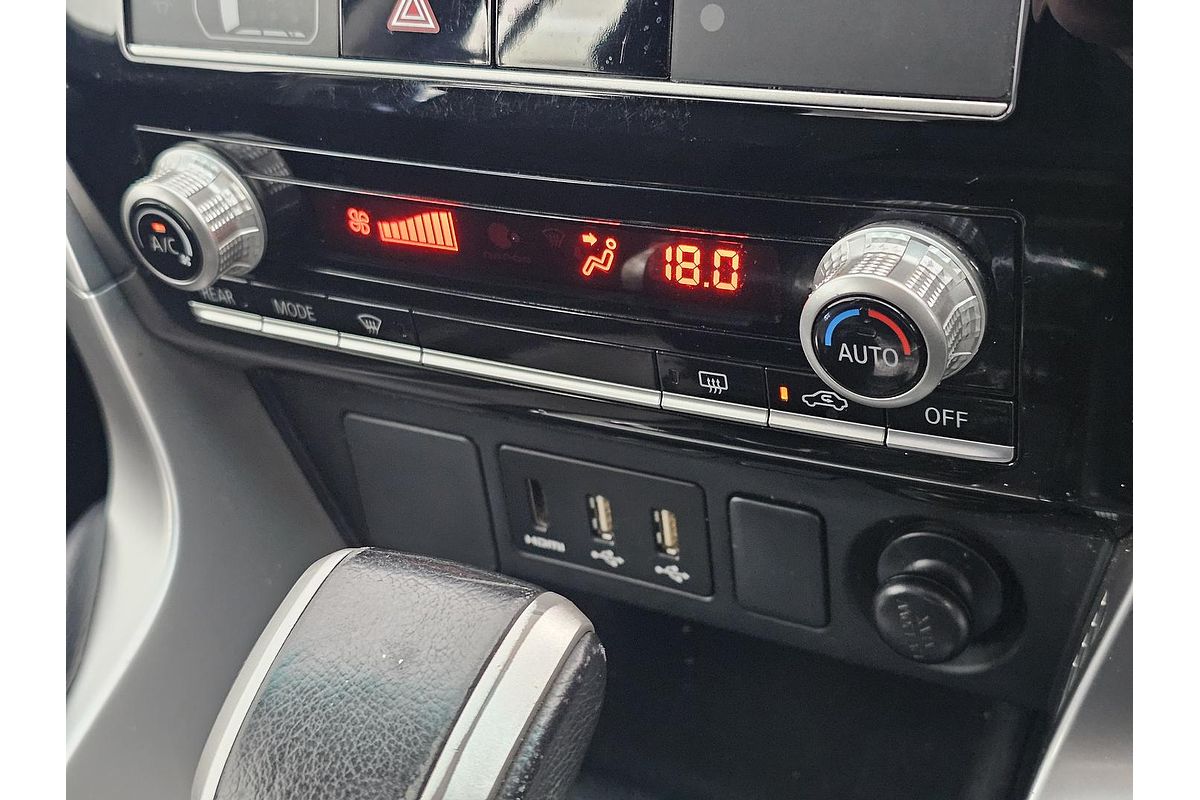 A/C
18.0
AUTO
REAR
MODE
OFF
HDMI